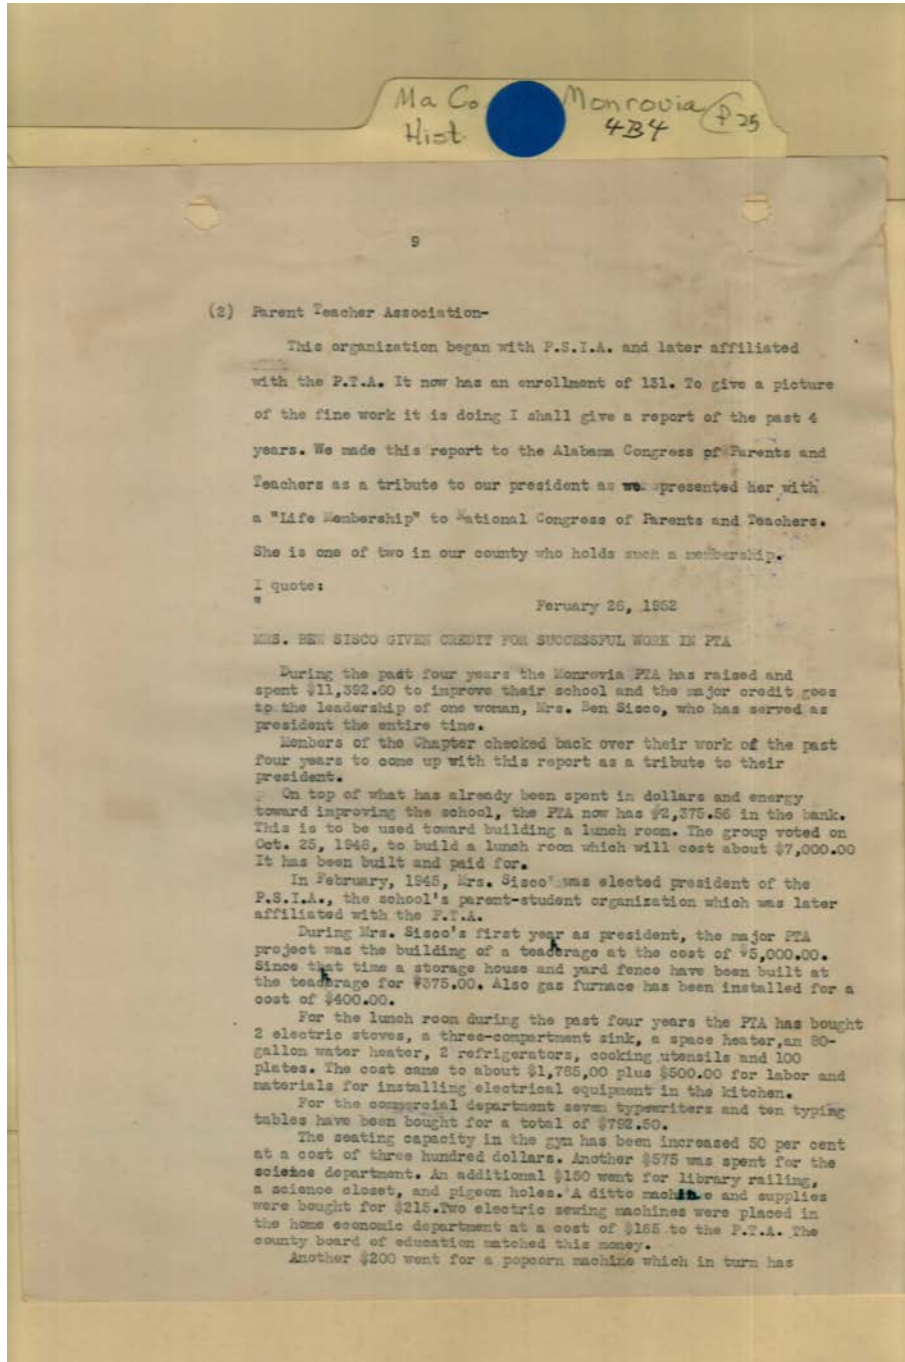 Ma Co Monrovia P 25
Hist. 4B4
9
(2) Parent Teacher Association-
This organization began with P.S.I.A. and later affiliated
with the P.T.A. It now has an enrollment of 131. To give a picture
of the fine work it is doing I shall give a report of the past 4
years. We made this report to the Alabama Congress of Parents and
Teachers as a tribute to our president as we presented her with
a "Life Membership" to National Congress of Parents and Teachers.
She is one of two in our county who holds such a membership.
I quote:
" Feruary 26, 1952
MRS. BEN SISCO GIVEN CREDIT FOR SUCCESSFUL WORK IN PTA
During the past four years the Monrovia PTA has raised and
spent $11,392.60 to improve their school and the major credit goes
to the leadership of one woman, Mrs. Ben Sisco, who has served as
president the entire tine.
Members of the Chapter checked back over their work of the past
four years to come up with this report as a tribute to their
president.
On top of what has already been spent in dollars and energy
toward improving the school, the PTA now has $2,375.56 in the bank.
This is to be used toward building a lunch room. The group voted on
Oct. 25, 1948, to build a lunch room which will cost about $7,000.00
It has been built and paid for.
In February, 1945, Mrs. Sisco was elected president of the
P.S.I.A., the school's parent-student organization which was later
affiliated with the P.T.A.
During Mrs. Sisco's first year as president, the major PTA
project was the building of a teacherage at the cost of $5,000.00.
Since that time a storage house and yard fence have been built at
the teacherage for $375.00. Also gas furnace has been installed for a
cost of $400.00.
For the lunch room during the past four years the PTA has bought
2 electric stoves, a three-compartment sink, a space heater,an 80-
gallon water heater, 2 refrigerators, cooking utensils and 100
plates. The cost came to about $1,785,00 plus $500.00 for labor and
materials for installing electrical equipment in the kitchen.
For the commercial department seven typewriters and ten typing
tables have been bought for a total of $792.50.
The seating capacity in the gym has been increased 50 per cent
at a cost of three hundred dollars. Another $575 was spent for the
science department. An additional $150 went for library railing,
a science closet, and pigeon holes. A ditto machine and supplies
were bought for $215.Two electric sewing machines were placed in
the home economic department at a cost of $165 to the P.T.A. The
county board of education matched this money.
Another $200 went for a popcorn machine which in turn has